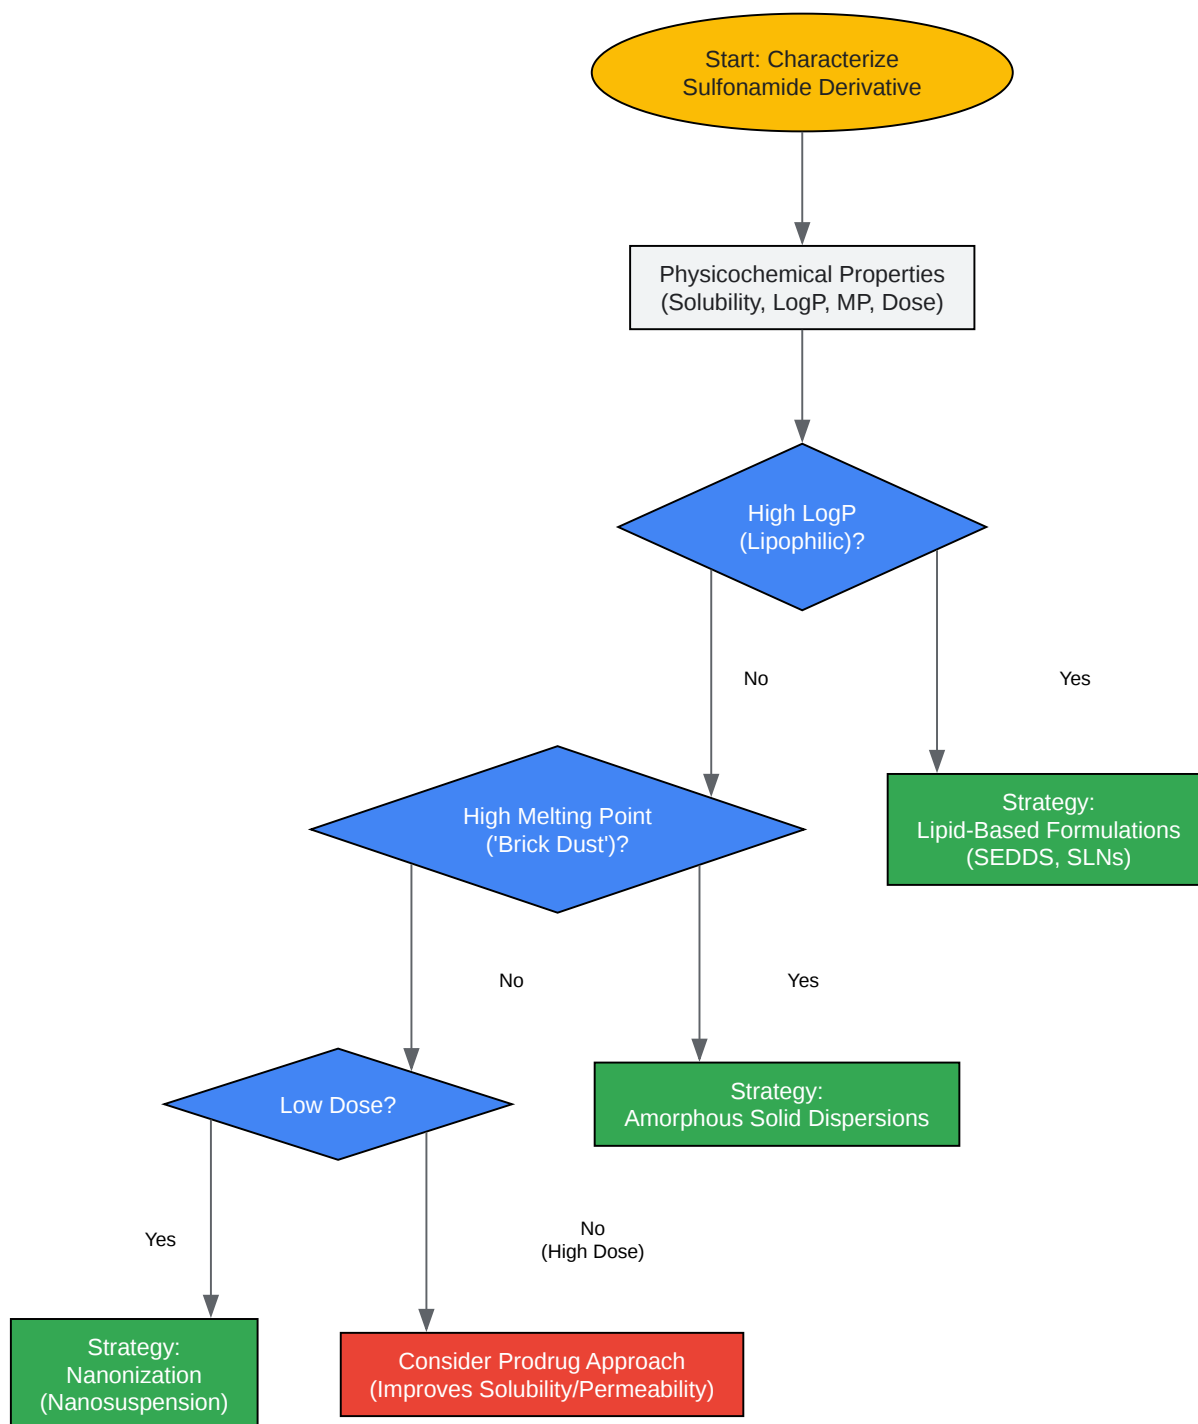 Start: Characterize
Sulfonamide Derivative
Physicochemical Properties
(Solubility, LogP, MP, Dose)
High LogP
(Lipophilic)?
No
Yes
High Melting Point
('Brick Dust')?
Strategy:
Lipid-Based Formulations
(SEDDS, SLNs)
No
Yes
Low Dose?
Strategy:
Amorphous Solid Dispersions
Yes
No
(High Dose)
Strategy:
Nanonization
(Nanosuspension)
Consider Prodrug Approach
(Improves Solubility/Permeability)